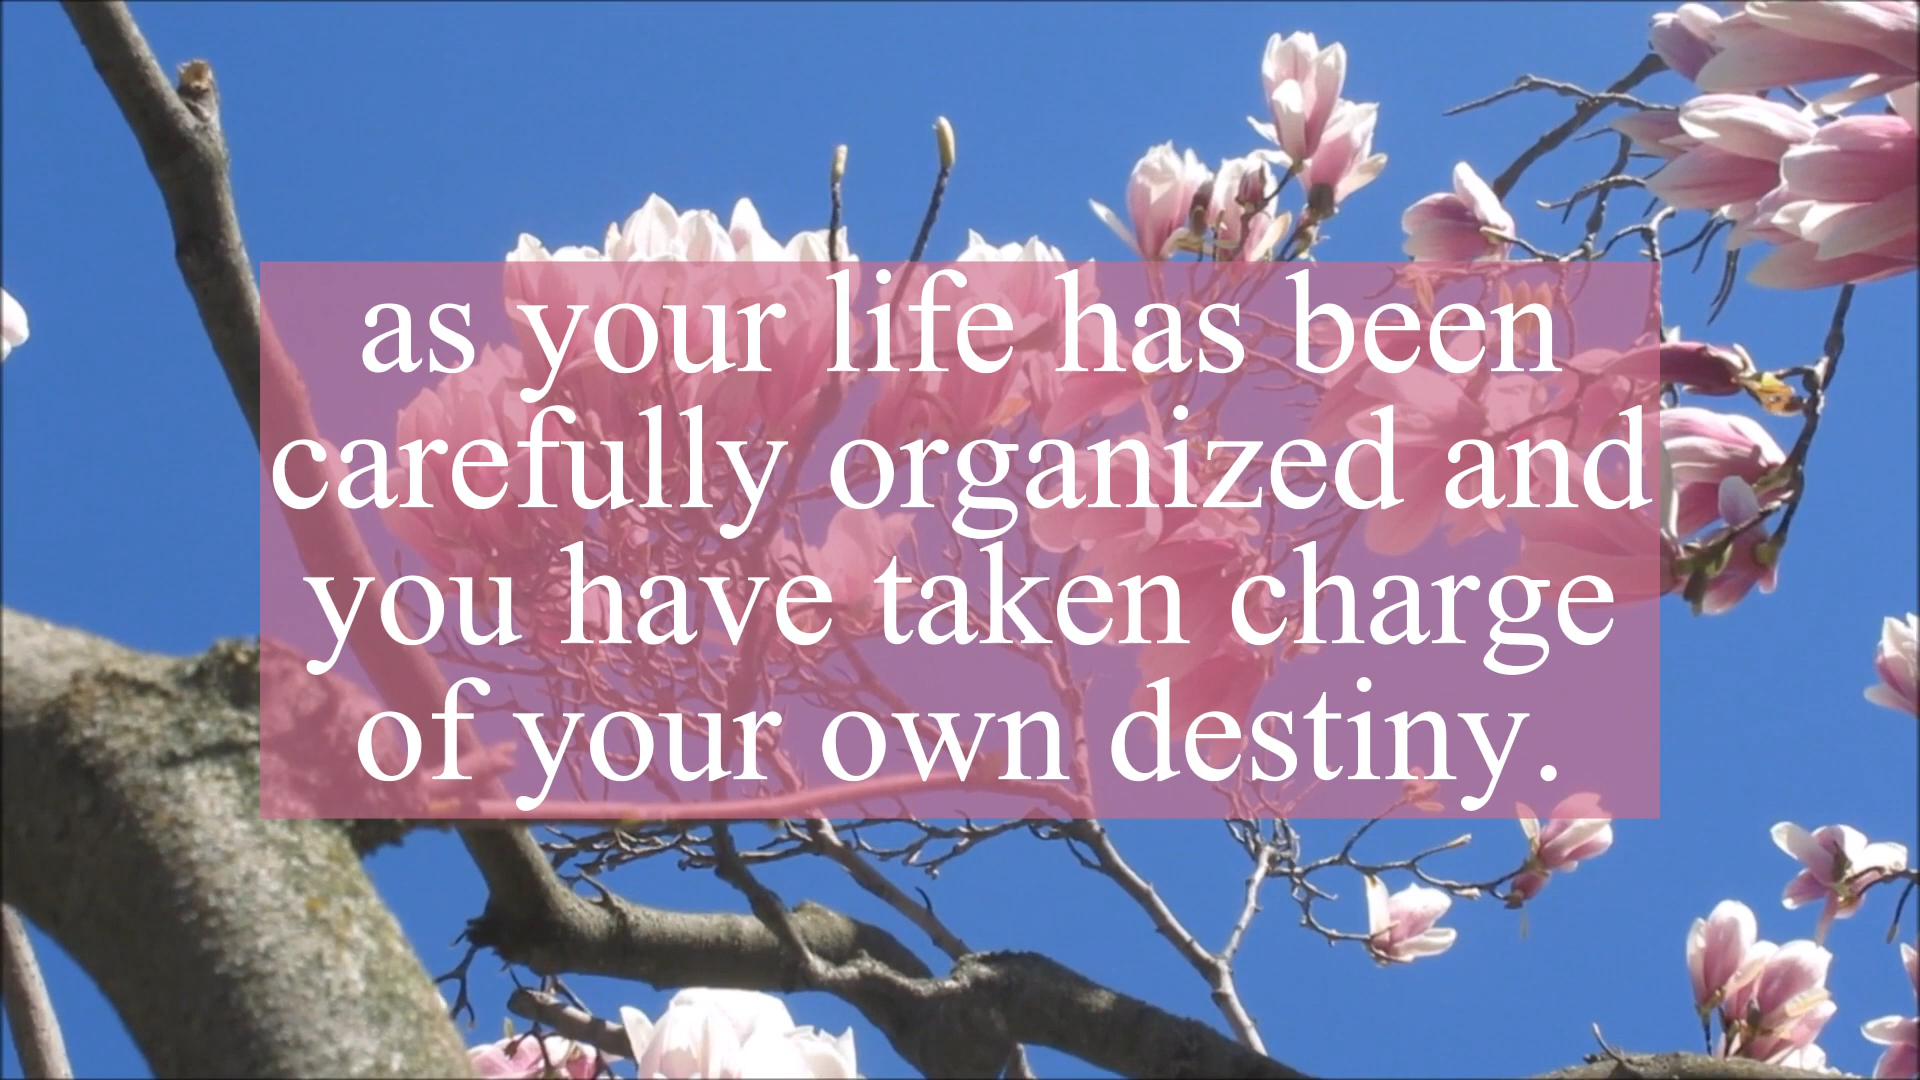 as your life has been
carefully organized and
you have taken charge
of your own destiny.